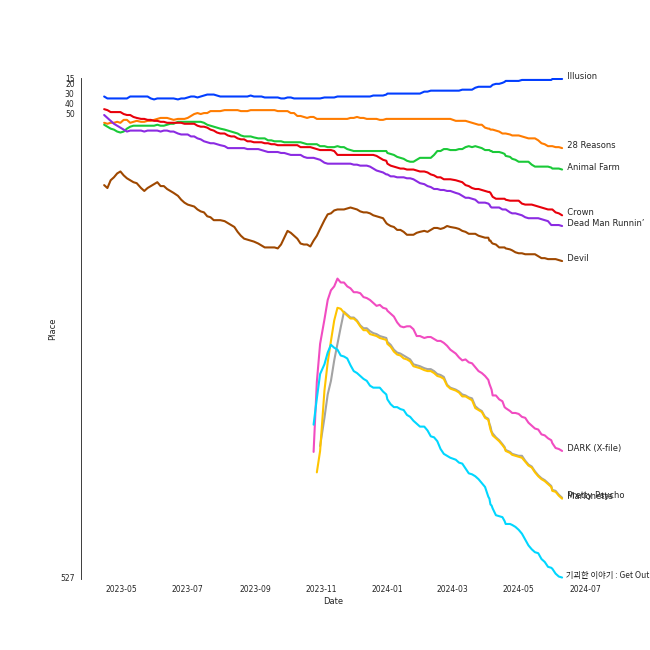 15
20
30
40
50
527
Place
Illusion
28 Reasons
Animal Farm
Crown
Dead Man Runnin'
Devil
DARK (X-file)
Pretty Psycho
Marionette
기괴한 이야기 : Get Out
2023-05
2023-07
2023-09
2023-11
2024-01
2024-03
2024-05
2024-07
Date